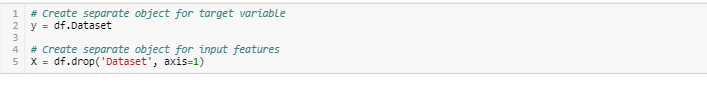 1 # Create separate object for target variable
2 y = df.Dataset
3
4 # Create separate object for input features
5 X = df.drop('Dataset', axis=1)